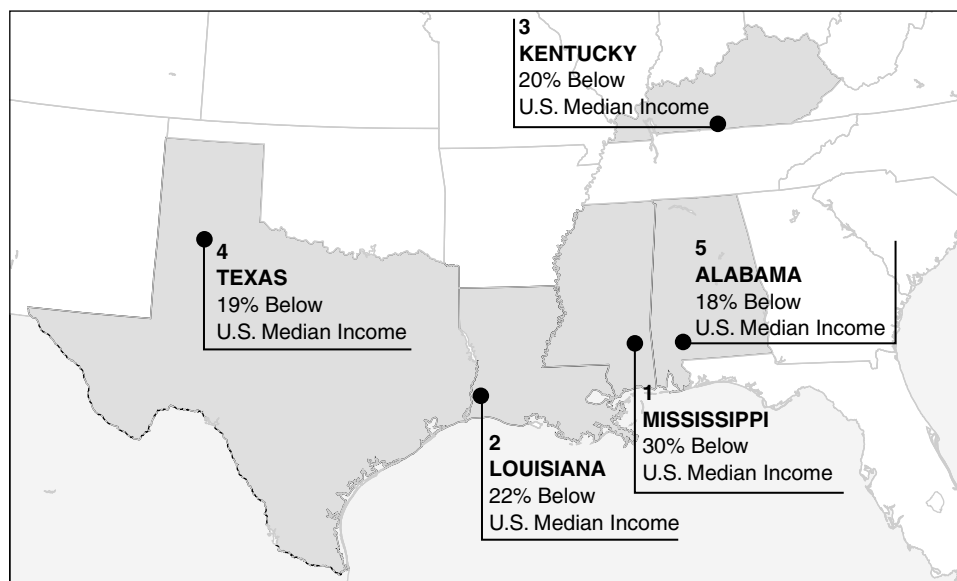 3
KENTUCKY
20% Below
U.S. Median Income
4
TEXAS
19% Below
U.S. Median Income
5
ALABAMA
18% Below
U.S. Median Income
1
MISSISSIPPI
30% Below
U.S. Median Income
2
LOUISIANA
22% Below
U.S. Median Income